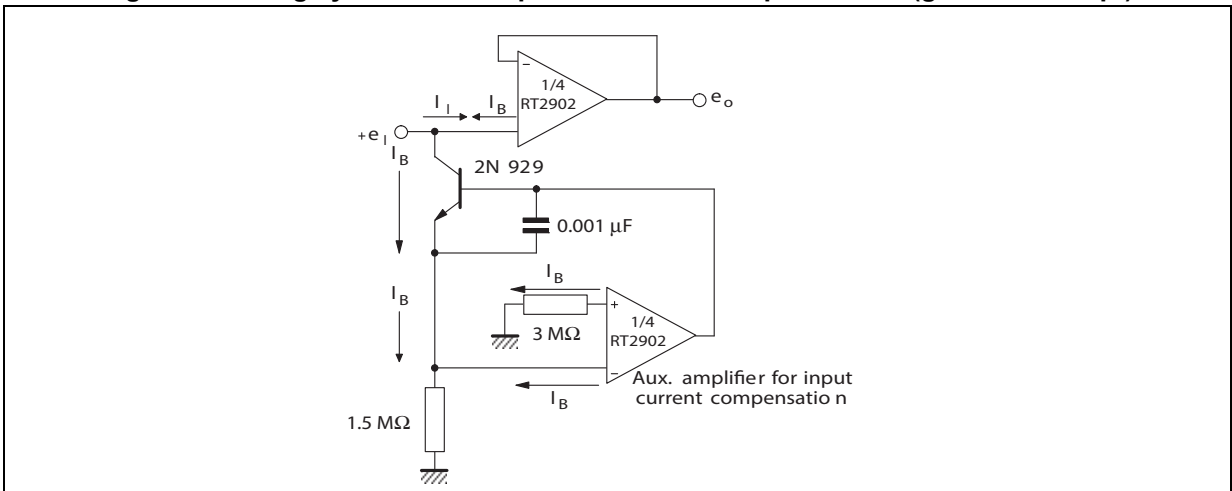 1/4
RT2902
−
e o
I I
I B
+e I
I B
2N 929
0.001 μF
I B
I B
+
3 MΩ
1/4
RT2902
−
I B
Aux. amplifier for input
current compensatio n
1.5 MΩ